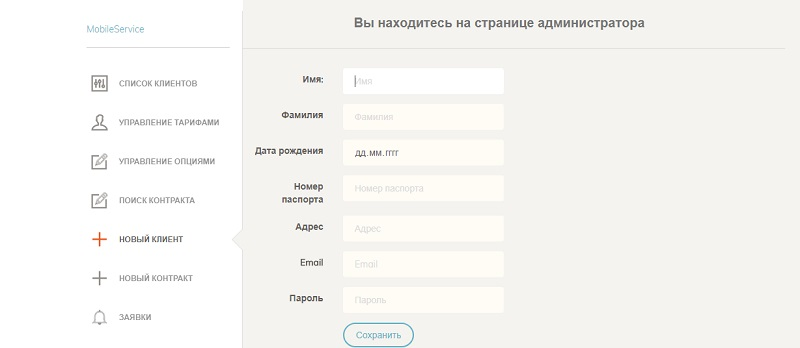 MobileService
СПИСОК КЛИЕНТОВ
УПРАВЛЕНИЕ ТАРИФАМИ
УПРАВЛЕНИЕ ОПЦИЯМИ
ПОИСК КОНТРАКТА
НОВЫЙ КЛИЕНТ
НОВЫЙ КОНТРАКТ
ЗАЯВКИ
Вы находитесь на странице администратора
Имя: Имя
Фамилия Фамилия
Дата рождения дд.мм.гггг
Номер
паспорта Номер паспорта
Адрес Адрес
Email Email
Пароль Пароль
Сохранить